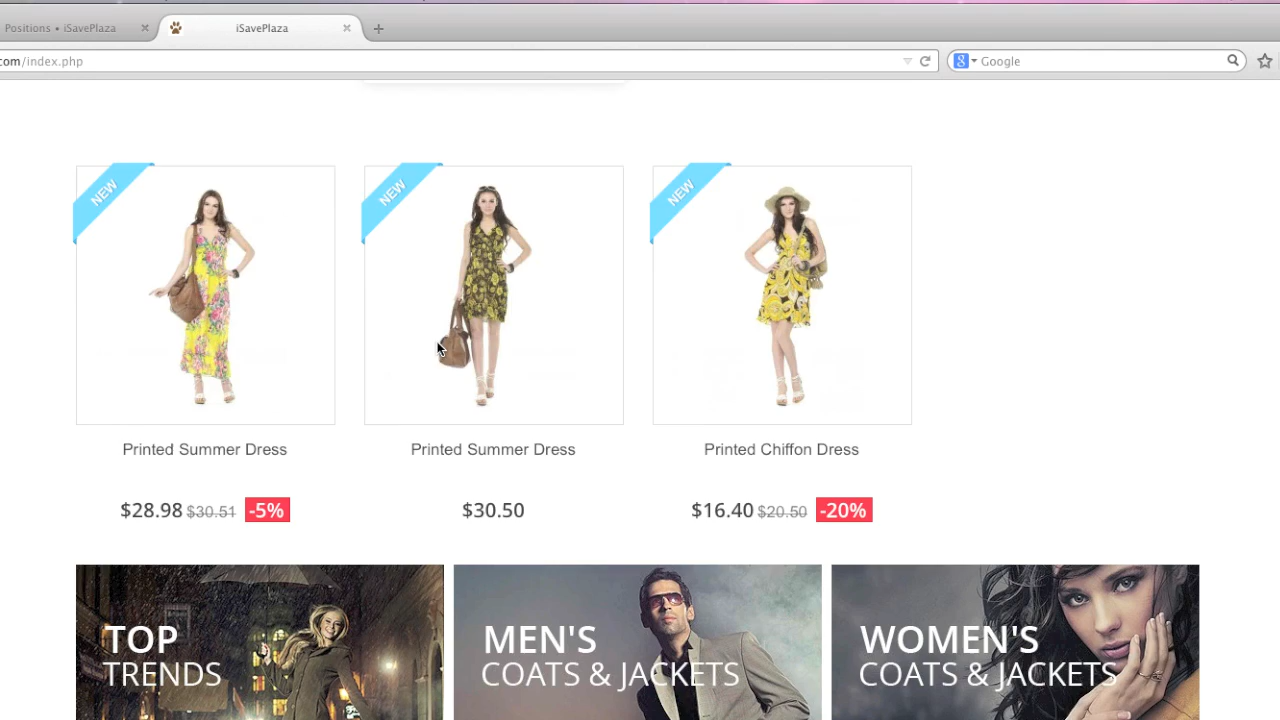 Positions • iSavePlaza
iSavePlaza
com/index.php
Google
NEW
NEW
NEW
Printed Summer Dress
Printed Summer Dress
Printed Chiffon Dress
$28.98 $30.51 -5%
$30.50
$16.40 $20.50 -20%
TOP
TRENDS
MEN'S
COATS & JACKETS
WOMEN'S
COATS & JACKETS